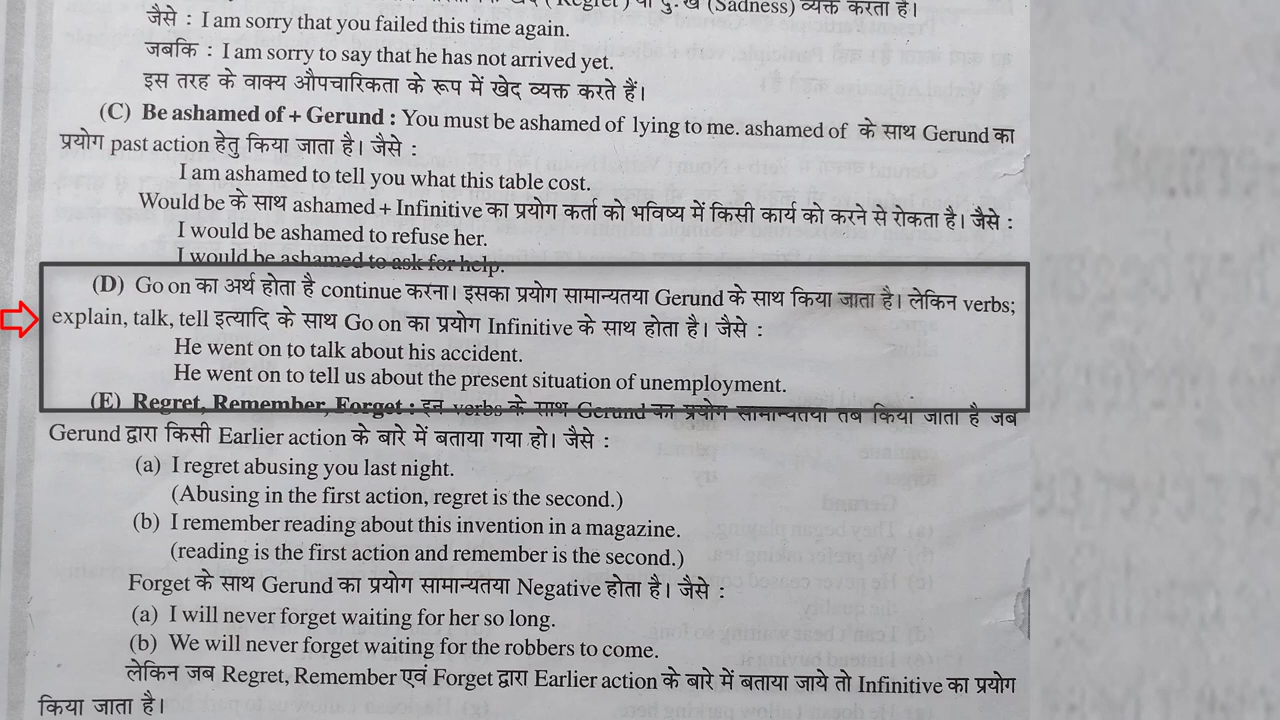 खेद (Regret) या दु:ख (Sadness) व्यक्त करता है।
जैसे : I am sorry that you failed this time again.
जबकि : I am sorry to say that he has not arrived yet.
इस तरह के वाक्य औपचारिकता के रूप में खेद व्यक्त करते हैं।
(C) Be ashamed of + Gerund : You must be ashamed of lying to me. ashamed of के साथ Gerund का
प्रयोग past action हेतु किया जाता है। जैसे :
I am ashamed to tell you what this table cost.
Would be के साथ ashamed + Infinitive का प्रयोग कर्ता को भविष्य में किसी कार्य को करने से रोकता है। जैसे :
I would be ashamed to refuse her.
I would be ashamed to ask for help.
(D) Go on का अर्थ होता है continue करना। इसका प्रयोग सामान्यतया Gerund के साथ किया जाता है। लेकिन verbs;
explain, talk, tell इत्यादि के साथ Go on का प्रयोग Infinitive के साथ होता है। जैसे :
He went on to talk about his accident.
He went on to tell us about the present situation of unemployment.
(E) Regret, Remember, Forget : इन verbs के साथ Gerund का प्रयोग सामान्यतया तब किया जाता है जब
Gerund द्वारा किसी Earlier action के बारे में बताया गया हो। जैसे :
(a) I regret abusing you last night.
(Abusing in the first action, regret is the second.)
(b) I remember reading about this invention in a magazine.
(reading is the first action and remember is the second.)
Forget के साथ Gerund का प्रयोग सामान्यतया Negative होता है। जैसे :
(a) I will never forget waiting for her so long.
(b) We will never forget waiting for the robbers to come.
लेकिन जब Regret, Remember एवं Forget द्वारा Earlier action के बारे में बताया जाये तो Infinitive का प्रयोग
किया जाता है।